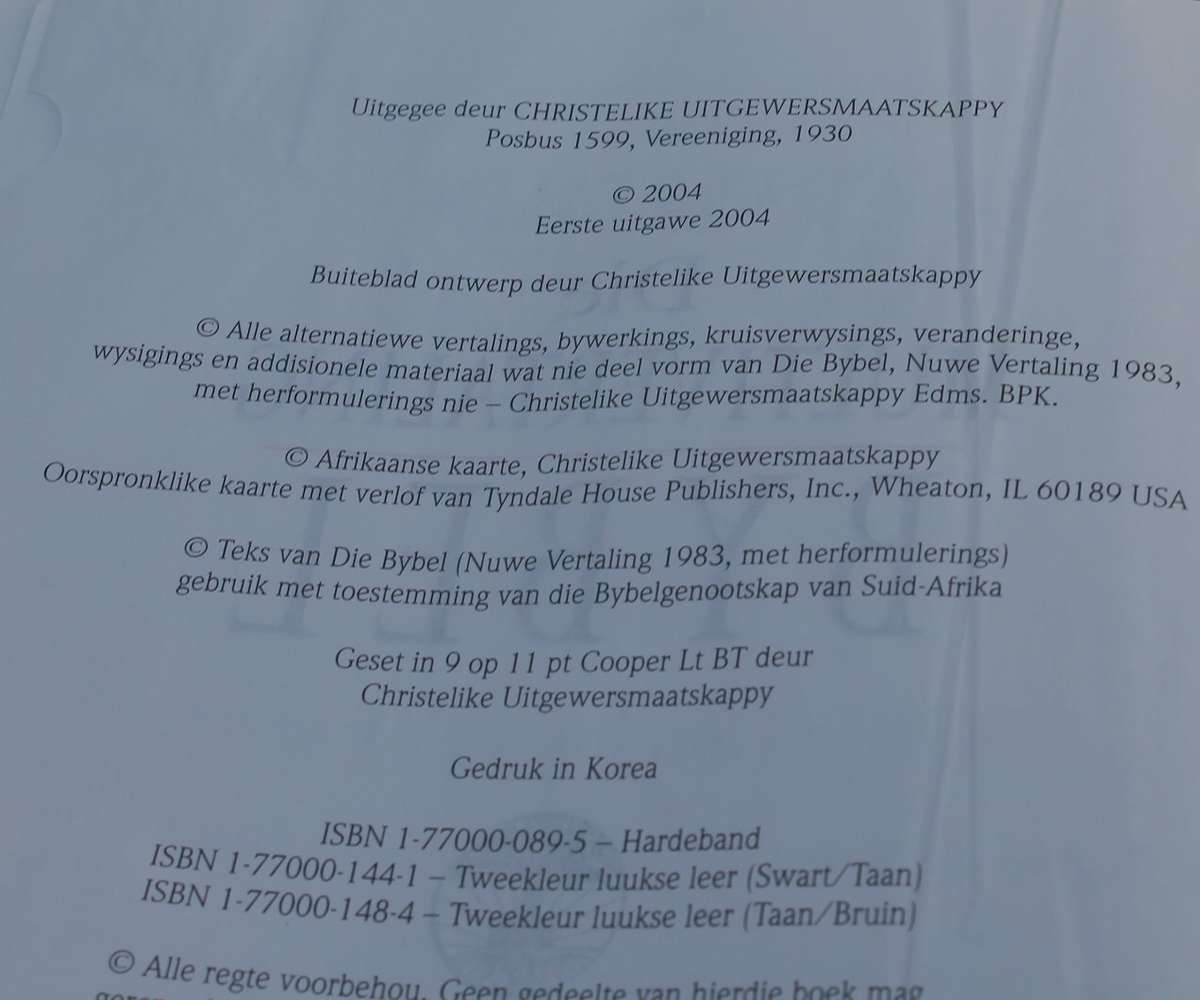 Uitgegee deur CHRISTELIKE UITGEWERSMAATSKAPPY
Posbus 1599, Vereeniging, 1930
© 2004
Eerste uitgawe 2004
Buiteblad ontwerp deur Christelike Uitgewersmaatskappy
© Alle alternatiewe vertalings, bywerkings, kruisverwysings, veranderinge,
wysigings en addisionele materiaal wat nie deel vorm van Die Bybel, Nuwe Vertaling 1983,
met herformulerings nie – Christelike Uitgewersmaatskappy Edms. BPK.
© Afrikaanse kaarte, Christelike Uitgewersmaatskappy
Oorspronklike kaarte met verlof van Tyndale House Publishers, Inc., Wheaton, IL 60189 USA
© Teks van Die Bybel (Nuwe Vertaling 1983, met herformulerings)
gebruik met toestemming van die Bybelgenootskap van Suid-Afrika
Geset in 9 op 11 pt Cooper Lt BT deur
Christelike Uitgewersmaatskappy
Gedruk in Korea
ISBN 1-77000-089-5 – Hardeband
ISBN 1-77000-144-1 – Tweekleur luukse leer (Swart/Taan)
ISBN 1-77000-148-4 – Tweekleur luukse leer (Taan/Bruin)
© Alle regte voorbehou. Geen gedeelte van hierdie boek mag